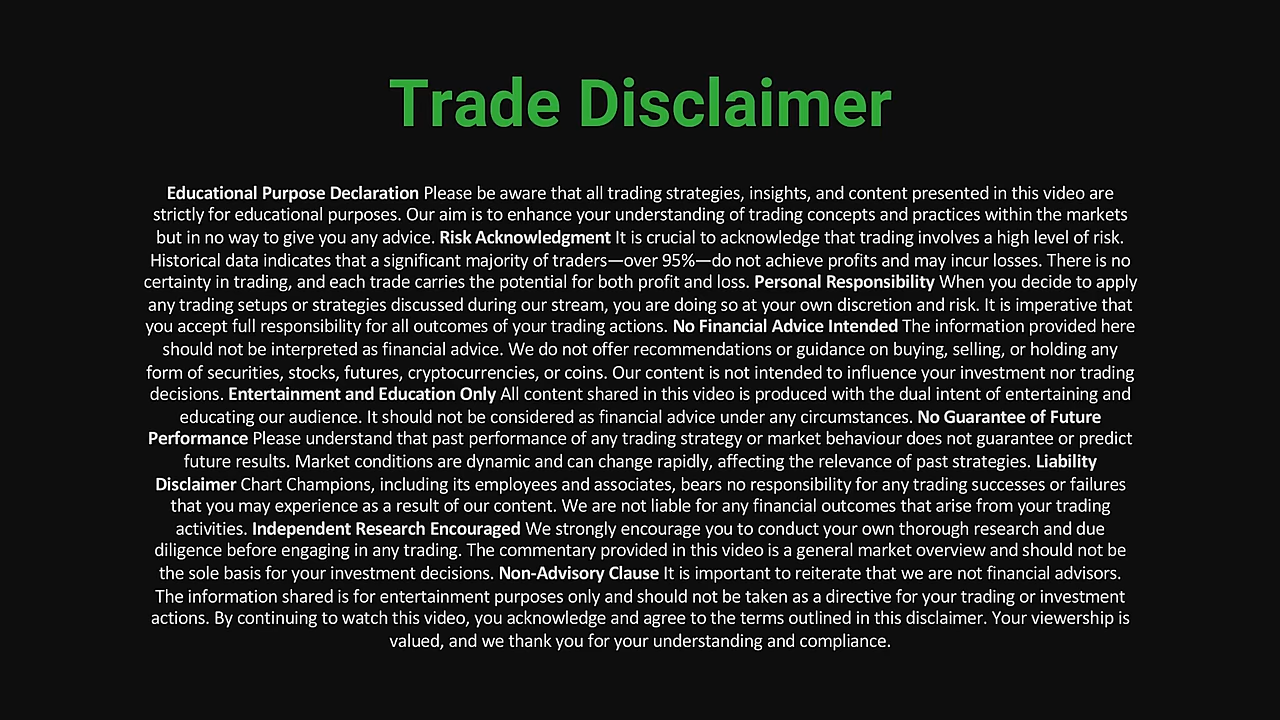 Trade Disclaimer
Educational Purpose Declaration Please be aware that all trading strategies, insights, and content presented in this video are
strictly for educational purposes. Our aim is to enhance your understanding of trading concepts and practices within the markets
but in no way to give you any advice. Risk Acknowledgment It is crucial to acknowledge that trading involves a high level of risk.
Historical data indicates that a significant majority of traders—over 95%—do not achieve profits and may incur losses. There is no
certainty in trading, and each trade carries the potential for both profit and loss. Personal Responsibility When you decide to apply
any trading setups or strategies discussed during our stream, you are doing so at your own discretion and risk. It is imperative that
you accept full responsibility for all outcomes of your trading actions. No Financial Advice Intended The information provided here
should not be interpreted as financial advice. We do not offer recommendations or guidance on buying, selling, or holding any
form of securities, stocks, futures, cryptocurrencies, or coins. Our content is not intended to influence your investment nor trading
decisions. Entertainment and Education Only All content shared in this video is produced with the dual intent of entertaining and
educating our audience. It should not be considered as financial advice under any circumstances. No Guarantee of Future
Performance Please understand that past performance of any trading strategy or market behaviour does not guarantee or predict
future results. Market conditions are dynamic and can change rapidly, affecting the relevance of past strategies. Liability
Disclaimer Chart Champions, including its employees and associates, bears no responsibility for any trading successes or failures
that you may experience as a result of our content. We are not liable for any financial outcomes that arise from your trading
activities. Independent Research Encouraged We strongly encourage you to conduct your own thorough research and due
diligence before engaging in any trading. The commentary provided in this video is a general market overview and should not be
the sole basis for your investment decisions. Non-Advisory Clause It is important to reiterate that we are not financial advisors.
The information shared is for entertainment purposes only and should not be taken as a directive for your trading or investment
actions. By continuing to watch this video, you acknowledge and agree to the terms outlined in this disclaimer. Your viewership is
valued, and we thank you for your understanding and compliance.